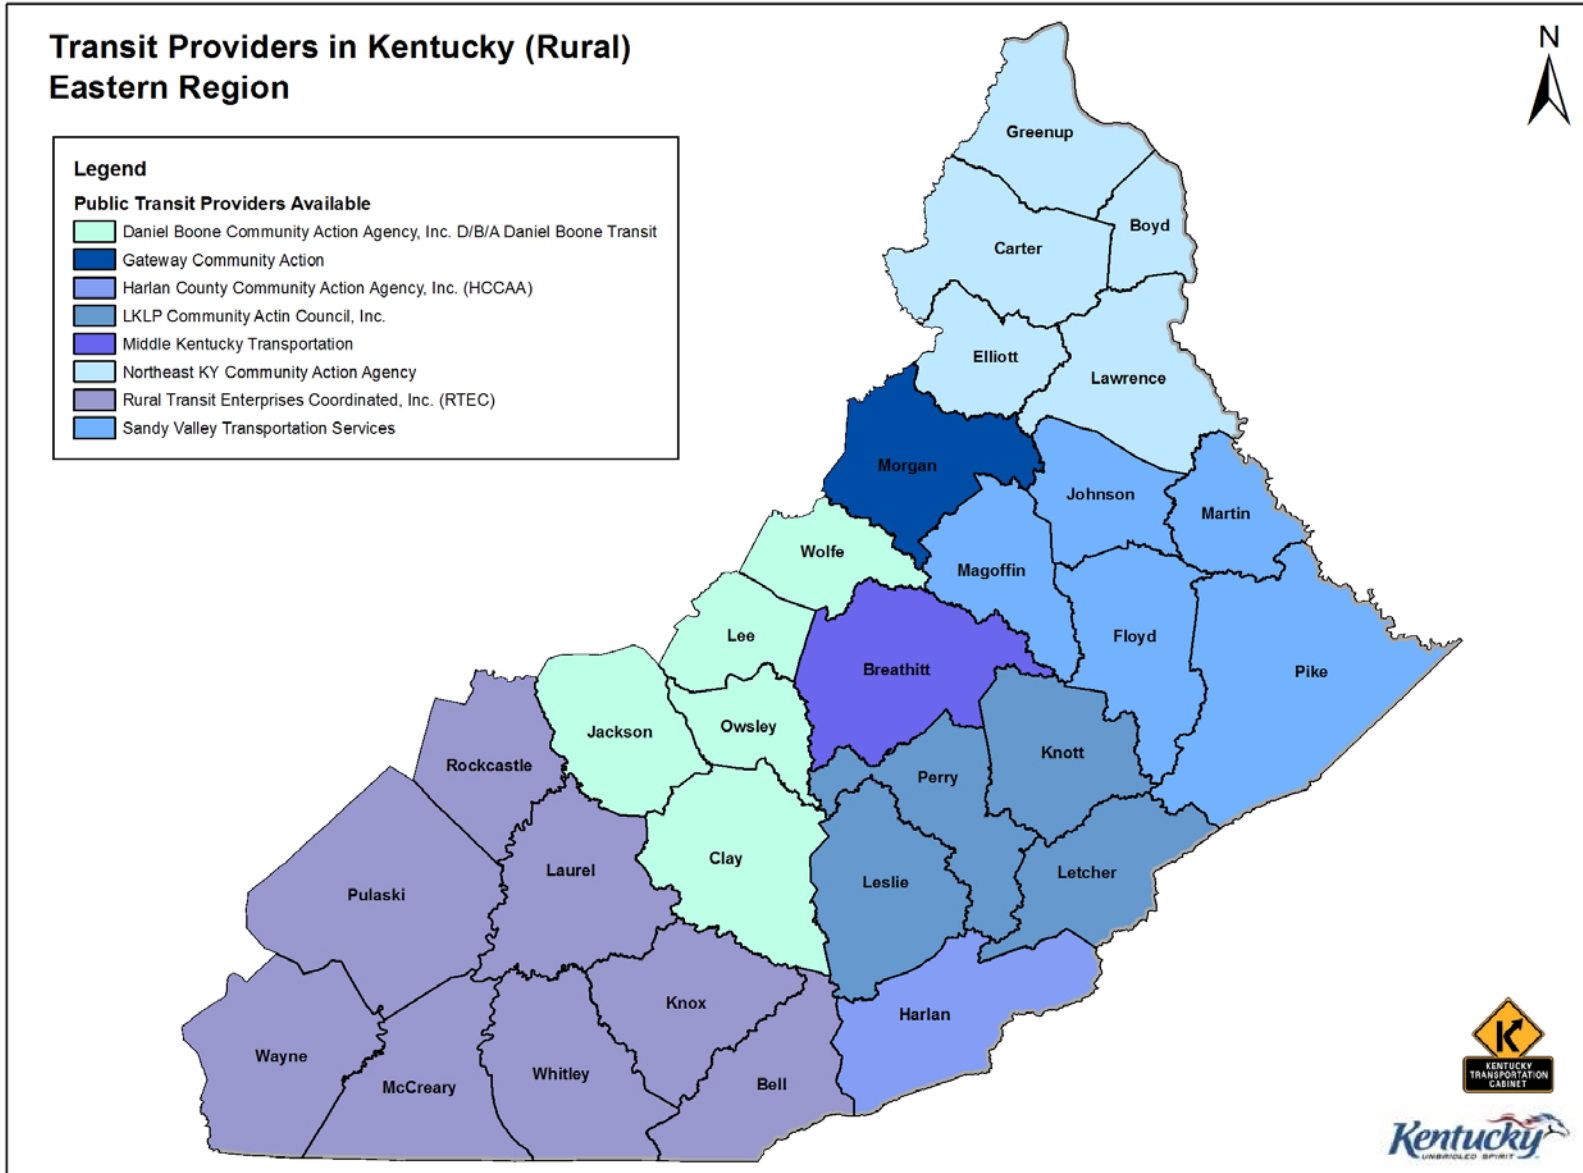 Transit Providers in Kentucky (Rural)
Eastern Region
N
Legend
Public Transit Providers Available
Daniel Boone Community Action Agency, Inc. D/B/A Daniel Boone Transit
Gateway Community Action
Harlan County Community Action Agency, Inc. (HCCAA)
LKLP Community Actin Council, Inc.
Middle Kentucky Transportation
Northeast KY Community Action Agency
Rural Transit Enterprises Coordinated, Inc. (RTEC)
Sandy Valley Transportation Services
Greenup
Boyd
Carter
Elliott
Lawrence
Morgan
Johnson
Martin
Wolfe
Magoffin
Lee
Floyd
Breathitt
Pike
Owsley
Jackson
Knott
Rockcastle
Perry
Clay
Laurel
Letcher
Leslie
Pulaski
Knox
Harlan
Wayne
Whitley
Bell
McCreary
K
KENTUCKY
TRANSPORTATION
CABINET
Kentucky
UNBRIDLED SPIRIT